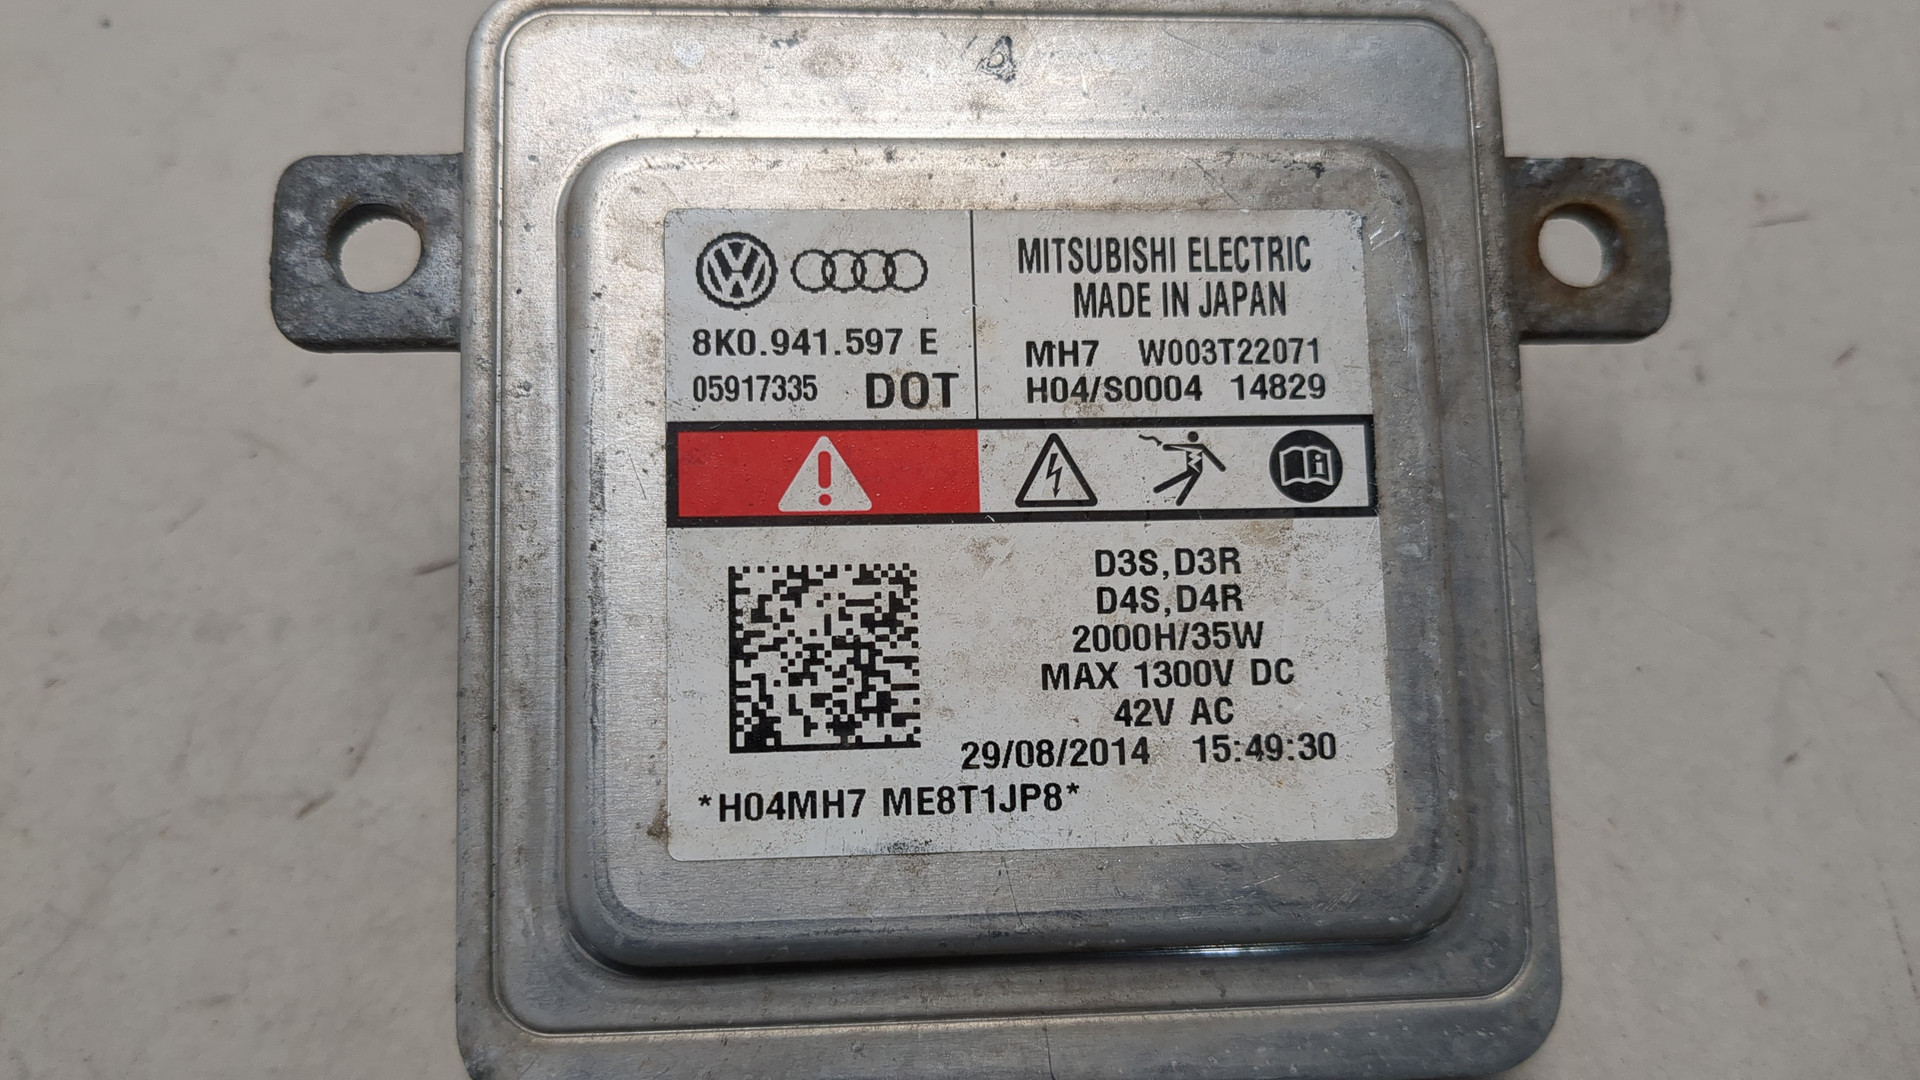 8K0.941.597 E
05917335 DOT
MITSUBISHI ELECTRIC
MADE IN JAPAN
MH7 W003T22071
H04/S0004 14829
D3S,D3R
D4S,D4R
2000H/35W
MAX 1300V DC
42V AC
29/08/2014 15:49:30
*H04MH7 ME8T1JP8*